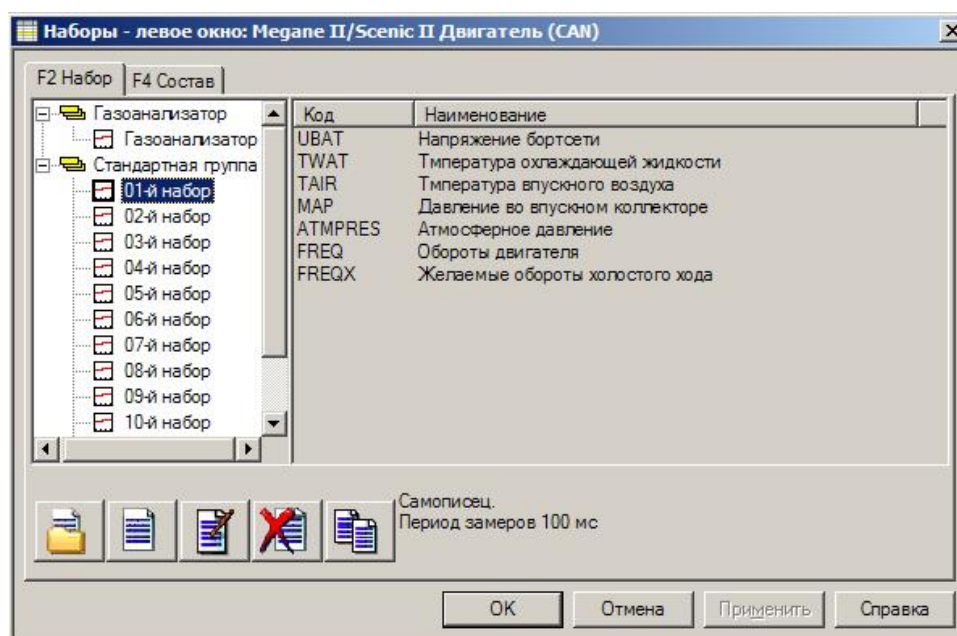 Наборы - левое окно: Megane II/Scenic II Двигатель (CAN)
F2 Набор F4 Состав
Газоанализатор
Газоанализатор
Стандартная группа
01-й набор
02-й набор
03-й набор
04-й набор
05-й набор
06-й набор
07-й набор
08-й набор
09-й набор
10-й набор
Код Наименование
UBAT Напряжение бортсети
TWAT Тмпература охлаждающей жидкости
TAIR Тмпература впускного воздуха
MAP Давление во впускном коллекторе
ATMPRES Атмосферное давление
FREQ Обороты двигателя
FREQX Желаемые обороты холостого хода
Самописец.
Период замеров 100 мс
OK Отмена Применить Справка